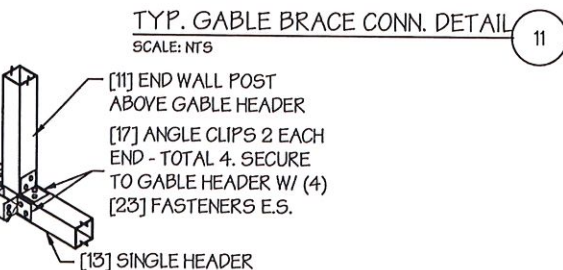 TYP. GABLE BRACE CONN. DETAIL
11
SCALE: NTS
[11] END WALL POST
ABOVE GABLE HEADER
[17] ANGLE CLIPS 2 EACH
END - TOTAL 4. SECURE
TO GABLE HEADER W/ (4)
[23] FASTENERS E.S.
[13] SINGLE HEADER